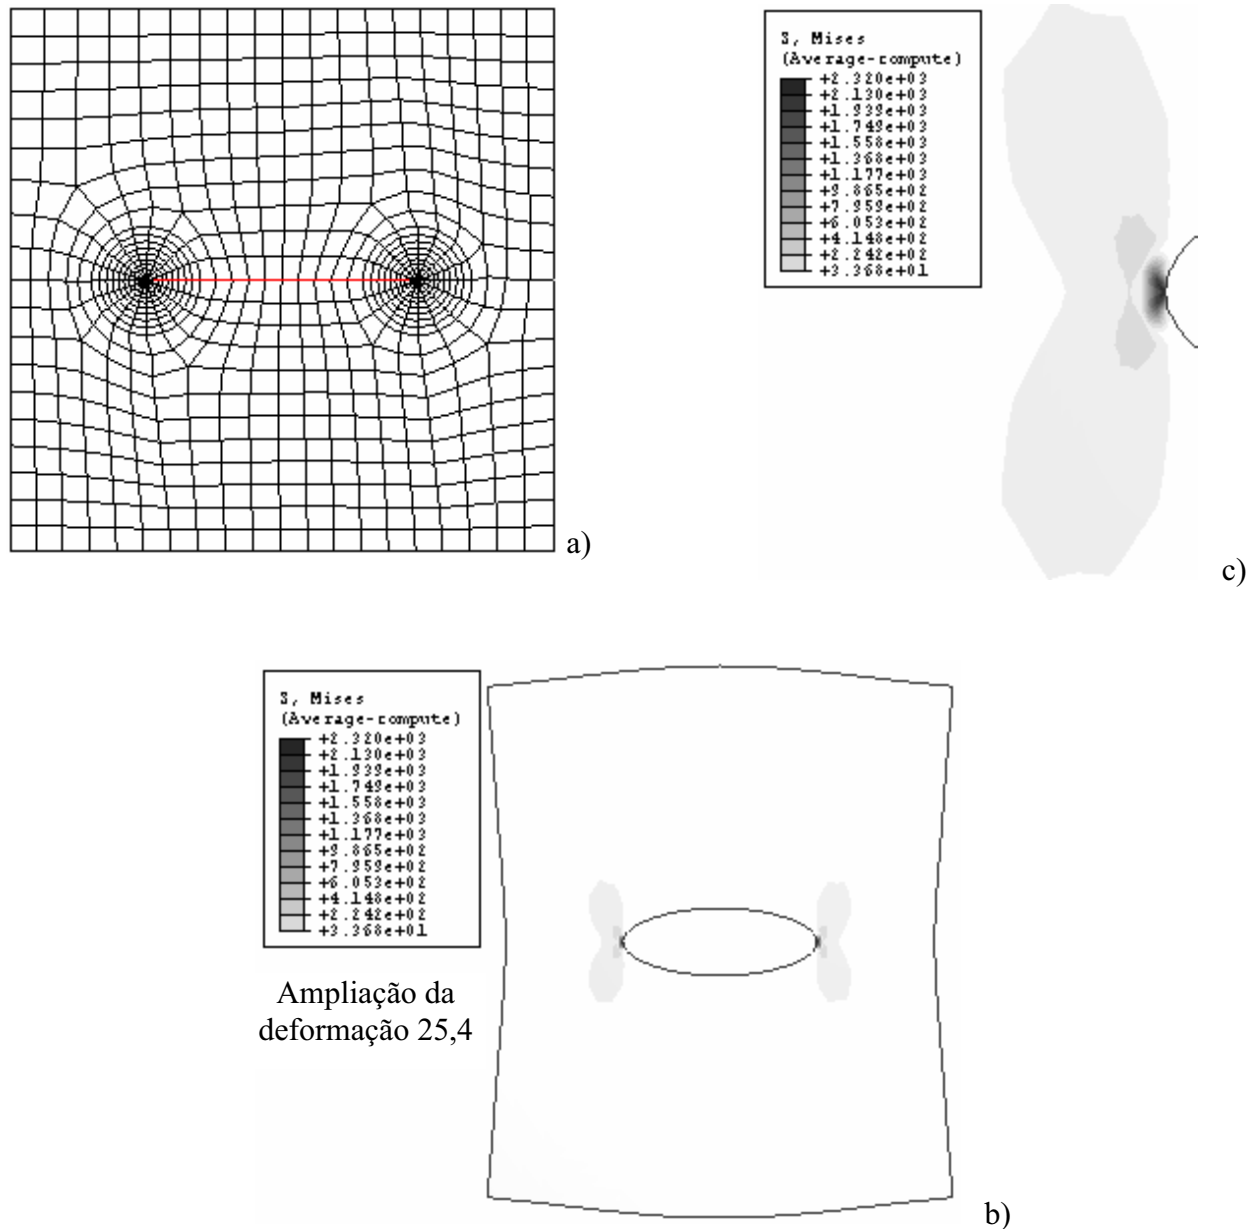 S, Mises
(Average-compute)
+2.320e+03
+2.130e+03
+1.939e+03
+1.749e+03
+1.558e+03
+1.368e+03
+1.177e+03
+9.865e+02
+7.959e+02
+6.053e+02
+4.148e+02
+2.242e+02
+3.368e+01
a)
c)
S, Mises
(Average-compute)
+2.320e+03
+2.130e+03
+1.939e+03
+1.749e+03
+1.558e+03
+1.368e+03
+1.177e+03
+9.865e+02
+7.959e+02
+6.053e+02
+4.148e+02
+2.242e+02
+3.368e+01
Ampliação da
deformação 25,4
b)